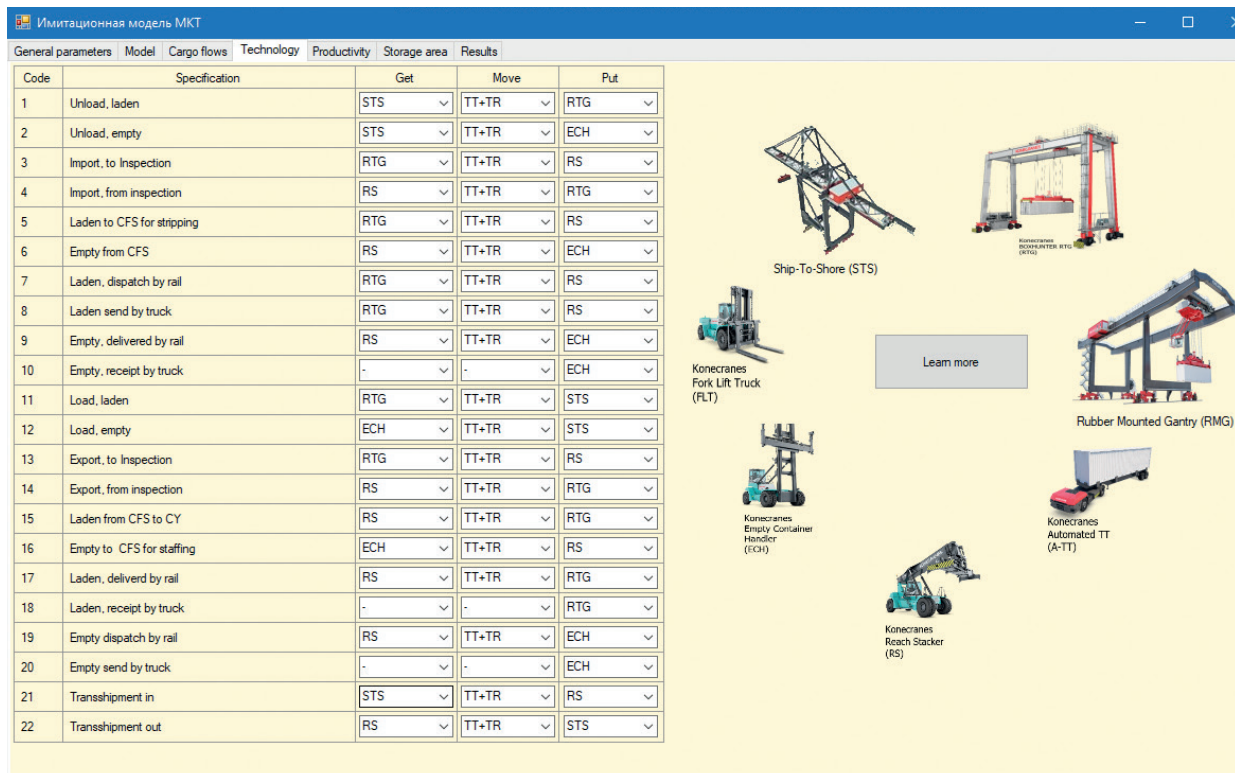 Имитационная модель МКТ
General parameters Model Cargo flows Technology Productivity Storage area Results
Code Specification Get Move Put
1 Unload, laden STS TT+TR RTG
2 Unload, empty STS TT+TR ECH
3 Import, to Inspection RTG TT+TR RS
4 Import, from inspection RS TT+TR RTG
5 Laden to CFS for stripping RTG TT+TR RS
6 Empty from CFS RS TT+TR ECH
7 Laden, dispatch by rail RTG TT+TR RS
8 Laden send by truck RTG TT+TR RS
9 Empty, delivered by rail RS TT+TR ECH
10 Empty, receipt by truck - - ECH
11 Load, laden RTG TT+TR STS
12 Load, empty ECH TT+TR STS
13 Export, to Inspection RTG TT+TR RS
14 Export, from inspection RS TT+TR RTG
15 Laden from CFS to CY RS TT+TR RTG
16 Empty to CFS for staffing ECH TT+TR RS
17 Laden, deliverd by rail RS TT+TR RTG
18 Laden, receipt by truck - - RTG
19 Empty dispatch by rail RS TT+TR ECH
20 Empty send by truck - - ECH
21 Transshipment in STS TT+TR RS
22 Transshipment out RS TT+TR STS
Ship-To-Shore (STS)
Konecranes
BOXHUNTER RTG
(RTG)
Konecranes
Fork Lift Truck
(FLT)
Learn more
Rubber Mounted Gantry (RMG)
Konecranes
Empty Container
Handler
(ECH)
Konecranes
Automated TT
(A-TT)
Konecranes
Reach Stacker
(RS)